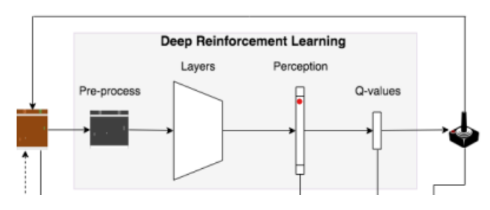 Deep Reinforcement Learning
Layers
Perception
Pre-process
Q-values